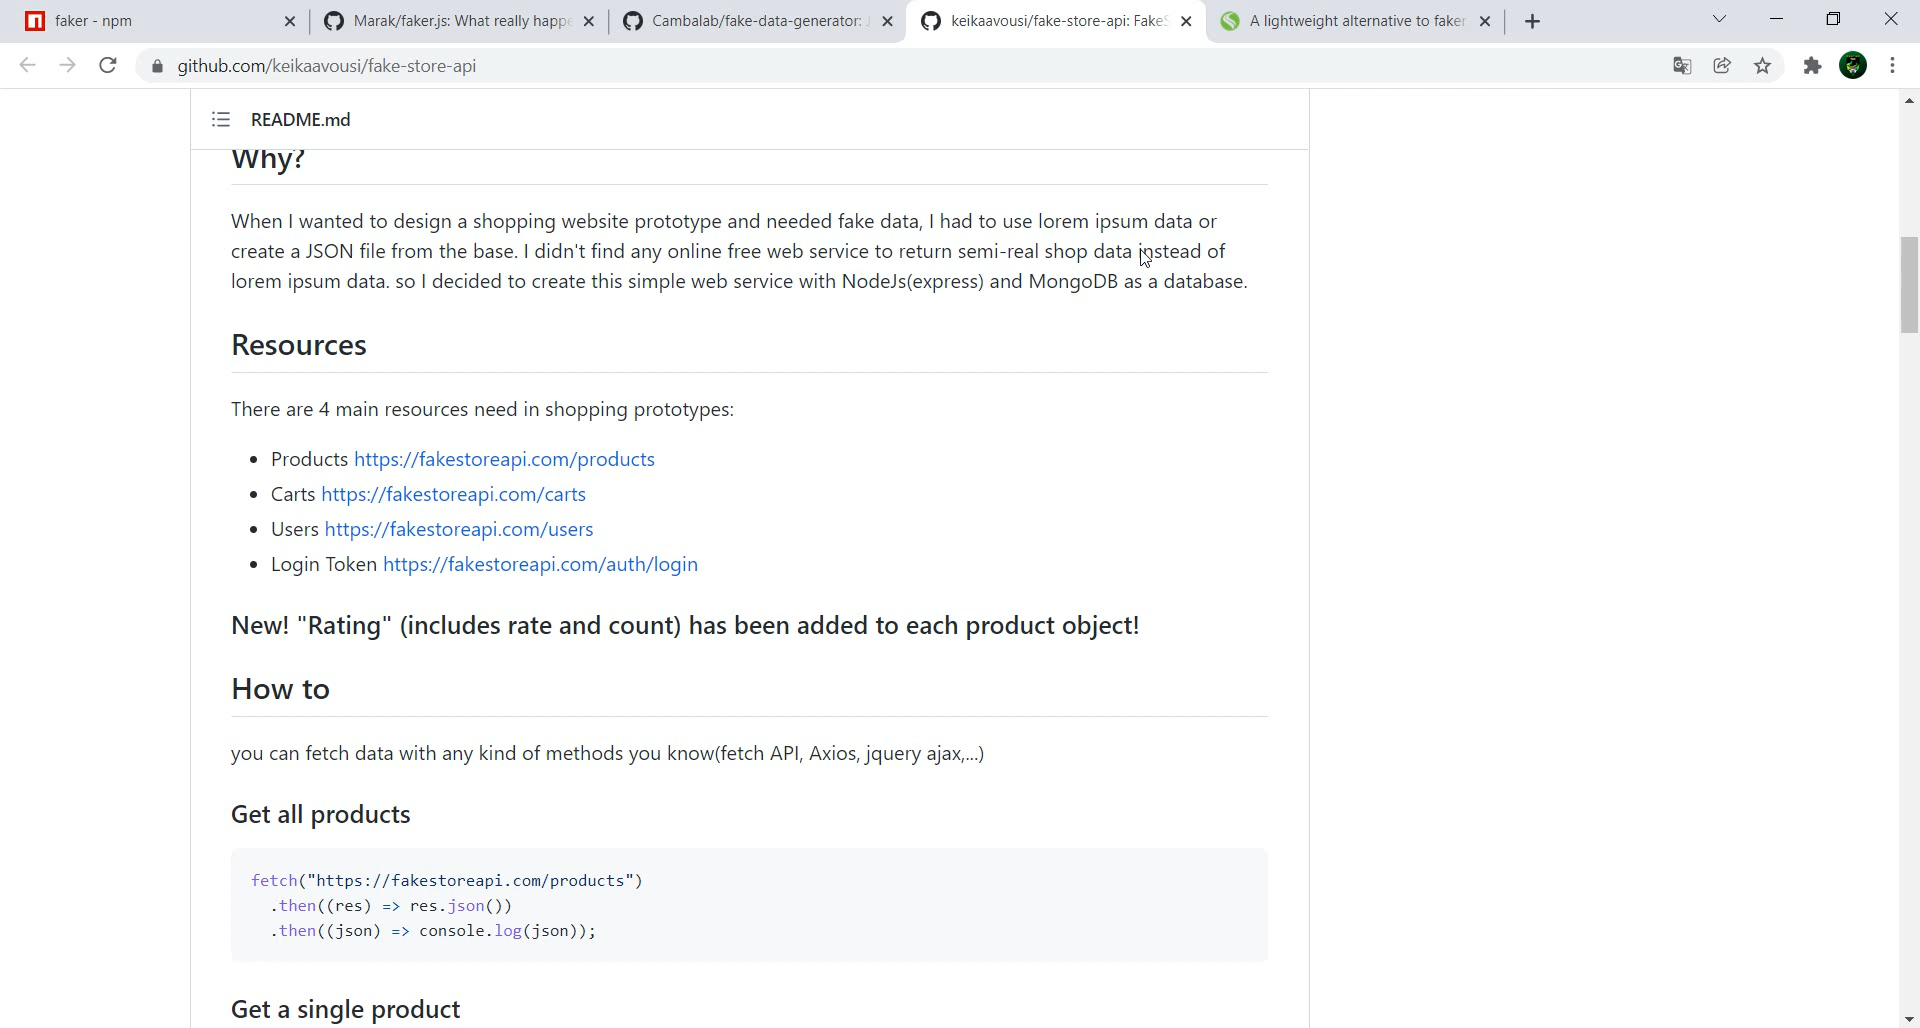 faker - npm
Marak/faker.js: What really happe
Cambalab/fake-data-generator: J
keikaavousi/fake-store-api: FakeS
A lightweight alternative to faker
github.com/keikaavousi/fake-store-api
README.md
Why?
When I wanted to design a shopping website prototype and needed fake data, I had to use lorem ipsum data or
create a JSON file from the base. I didn't find any online free web service to return semi-real shop data instead of
lorem ipsum data. so I decided to create this simple web service with NodeJs(express) and MongoDB as a database.
Resources
There are 4 main resources need in shopping prototypes:
• Products https://fakestoreapi.com/products
• Carts https://fakestoreapi.com/carts
• Users https://fakestoreapi.com/users
• Login Token https://fakestoreapi.com/auth/login
New! "Rating" (includes rate and count) has been added to each product object!
How to
you can fetch data with any kind of methods you know(fetch API, Axios, jquery ajax,...)
Get all products
fetch("https://fakestoreapi.com/products")
.then((res) => res.json())
.then((json) => console.log(json));
Get a single product